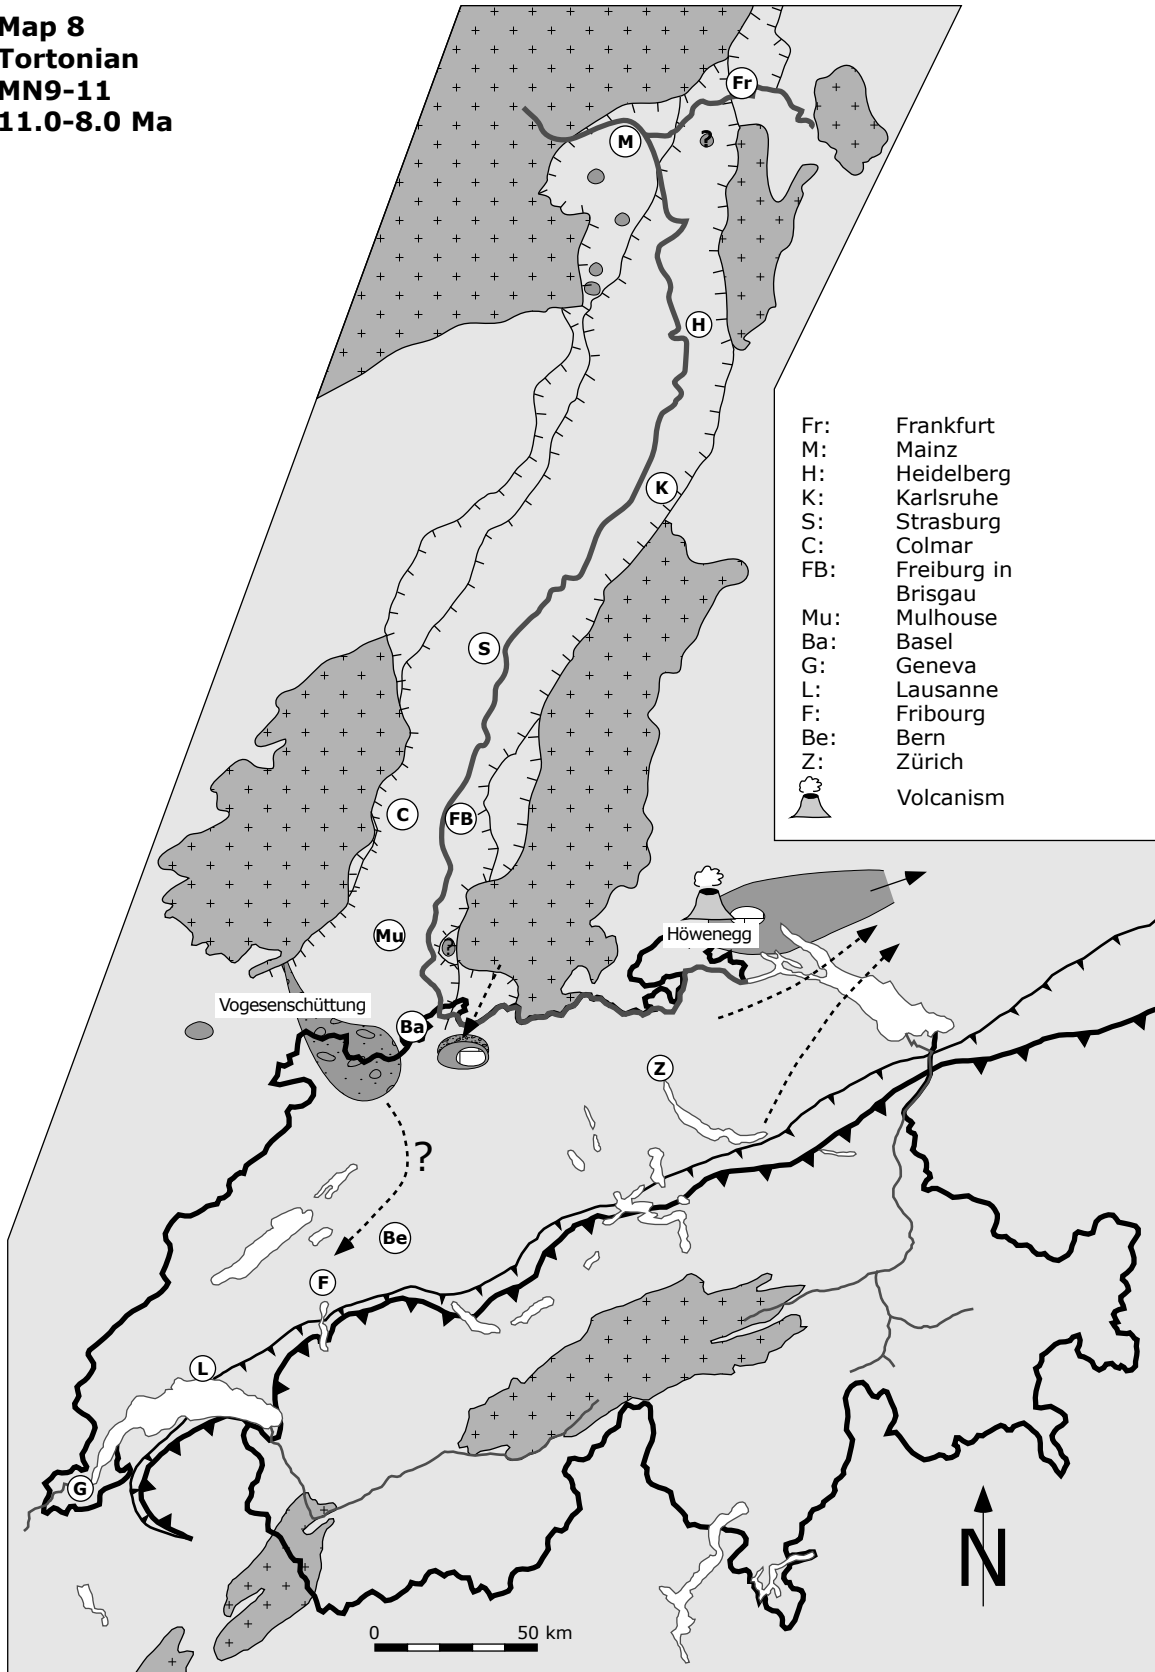 Map 8
Tortonian
MN9-11
11.0-8.0 Ma
Fr
M
?
H
K
S
C
FB
Mu
?
Höwenegg
Vogesenschüttung
Ba
Z
?
Be
F
L
G
Fr: Frankfurt
M: Mainz
H: Heidelberg
K: Karlsruhe
S: Strasburg
C: Colmar
FB: Freiburg in
Brisgau
Mu: Mulhouse
Ba: Basel
G: Geneva
L: Lausanne
F: Fribourg
Be: Bern
Z: Zürich
Volcanism
N
0 50 km